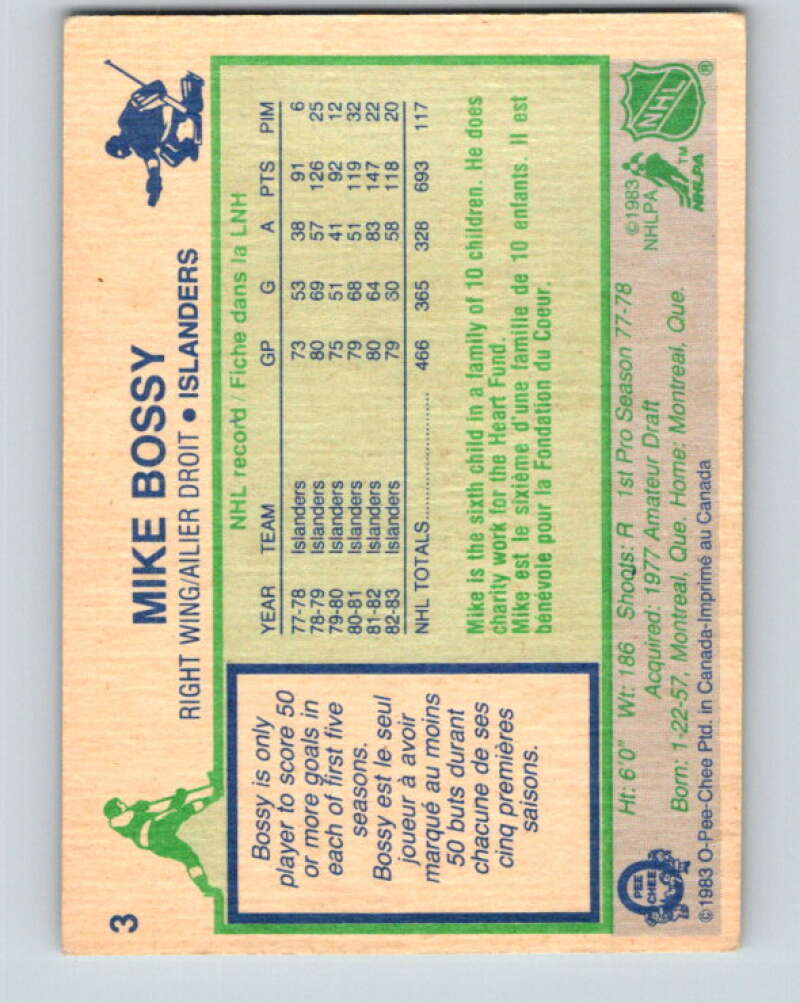 3
MIKE BOSSY
RIGHT WING/AILIER DROIT • ISLANDERS
Bossy is only
player to score 50
or more goals in
each of first five
seasons.
Bossy est le seul
joueur à avoir
marqué au moins
50 buts durant
chacune de ses
cinq premières
saisons.
NHL record / Fiche dans la LNH
YEAR TEAM GP G A PTS PIM
77-78 Islanders 73 53 38 91 6
78-79 Islanders 80 69 57 126 25
79-80 Islanders 75 51 41 92 12
80-81 Islanders 79 68 51 119 32
81-82 Islanders 80 64 83 147 22
82-83 Islanders 79 60 58 118 20
NHL TOTALS.................... 466 365 328 693 117
Mike is the sixth child in a family of 10 children. He does
charity work for the Heart Fund.
Mike est le sixième d'une famille de 10 enfants. Il est
bénévole pour la Fondation du Coeur.
Ht: 6'0" Wt: 186 Shoots: R 1st Pro Season 77-78
Acquired: 1977 Amateur Draft
Born: 1-22-57, Montreal, Que. Home: Montreal, Que.
©1983 O-Pee-Chee Ptd. in Canada-Imprimé au Canada
O
PEE
CHEE
©1983
NHLPA
NHL
®
TM
NHLPA